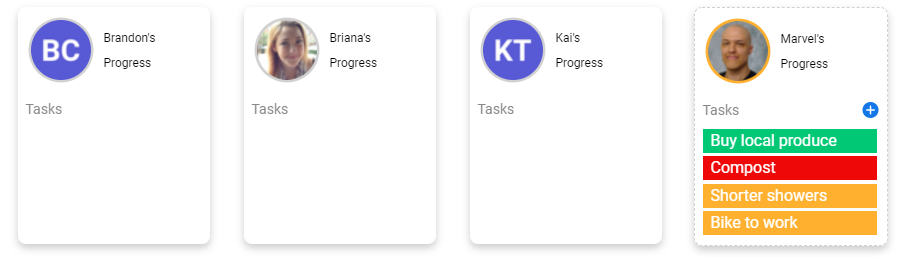 BC
Brandon's
Progress
Tasks
Briana's
Progress
Tasks
KT
Kai's
Progress
Tasks
Marvel's
Progress
Tasks
Buy local produce
Compost
Shorter showers
Bike to work